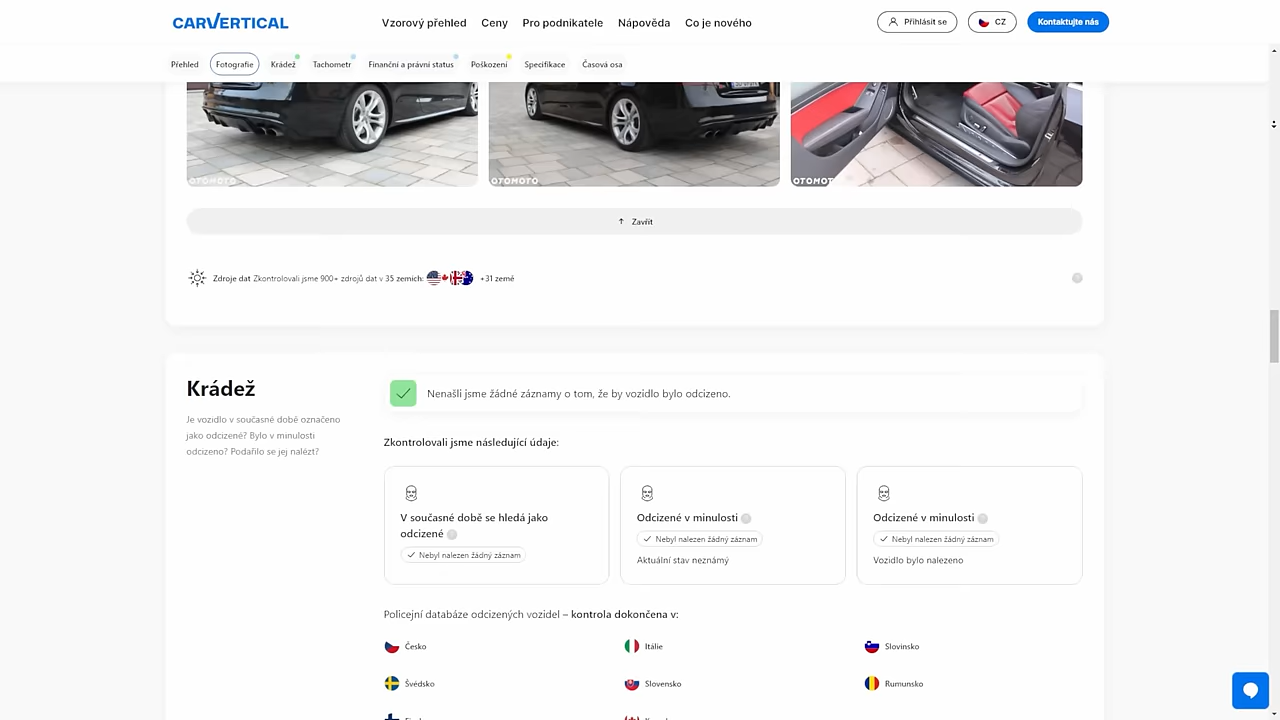 CARVERTICAL
Vzorový přehled Ceny Pro podnikatele Nápověda Co je nového
Přihlásit se CZ Kontaktujte nás
Přehled Fotografie Krádež Tachometr Finanční a právní status Poškození Specifikace Časová osa
OTOMOTO OTOMOTO OTOMOT
↑ Zavřít
Zdroje dat Zkontrolovali jsme 900+ zdrojů dat v 35 zemích: +31 země
Krádež
Je vozidlo v současné době označeno
jako odcizené? Bylo v minulosti
odcizeno? Podařilo se jej nalézt?
Nenašli jsme žádné záznamy o tom, že by vozidlo bylo odcizeno.
Zkontrolovali jsme následující údaje:
V současné době se hledá jako
odcizené
Nebyl nalezen žádný záznam
Odcizené v minulosti
Nebyl nalezen žádný záznam
Aktuální stav neznámý
Odcizené v minulosti
Nebyl nalezen žádný záznam
Vozidlo bylo nalezeno
Policejní databáze odcizených vozidel – kontrola dokončena v:
Česko Itálie Slovinsko
Švédsko Slovensko Rumunsko